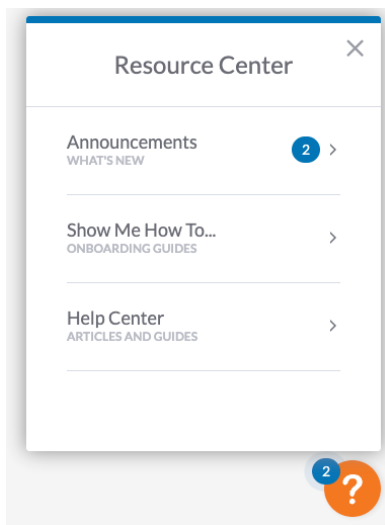 Resource Center
Announcements
WHAT'S NEW
2
Show Me How To...
ONBOARDING GUIDES
Help Center
ARTICLES AND GUIDES
2
?